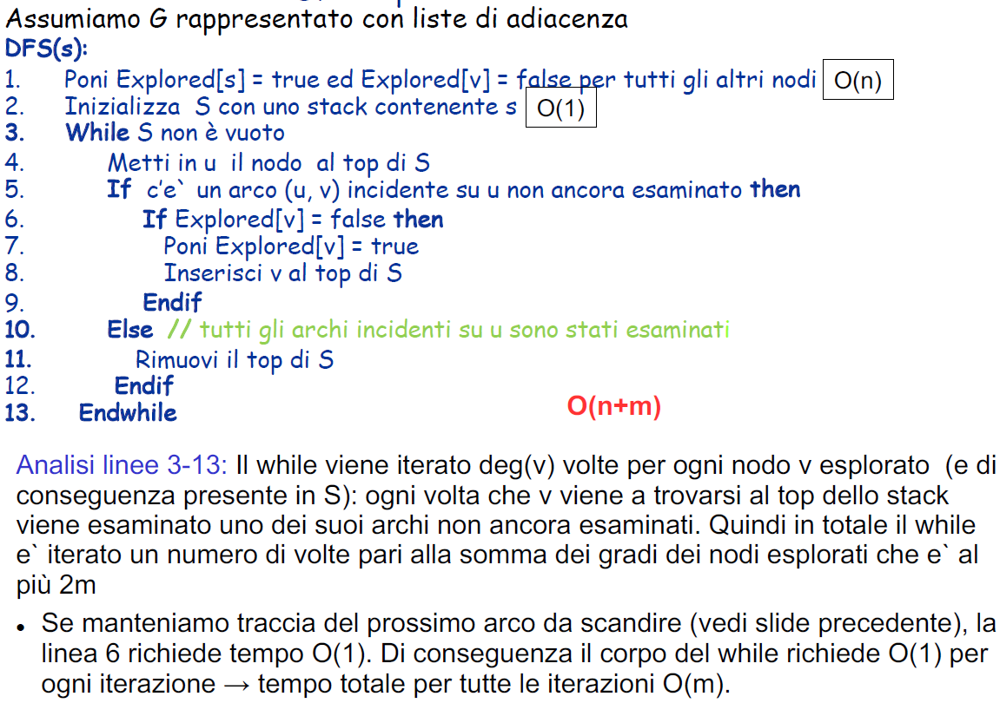 Assumiamo G rappresentato con liste di adiacenza
DFS(s):
1. Poni Explored[s] = true ed Explored[v] = false per tutti gli altri nodi O(n)
2. Inizializza S con uno stack contenente s O(1)
3. While S non è vuoto
4. Metti in u il nodo al top di S
5. If c'e` un arco (u, v) incidente su u non ancora esaminato then
6. If Explored[v] = false then
7. Poni Explored[v] = true
8. Inserisci v al top di S
9. Endif
10. Else // tutti gli archi incidenti su u sono stati esaminati
11. Rimuovi il top di S
12. Endif
13. Endwhile
O(n+m)
Analisi linee 3-13: Il while viene iterato deg(v) volte per ogni nodo v esplorato (e di
conseguenza presente in S): ogni volta che v viene a trovarsi al top dello stack
viene esaminato uno dei suoi archi non ancora esaminati. Quindi in totale il while
e` iterato un numero di volte pari alla somma dei gradi dei nodi esplorati che e` al
più 2m
• Se manteniamo traccia del prossimo arco da scandire (vedi slide precedente), la
linea 6 richiede tempo O(1). Di conseguenza il corpo del while richiede O(1) per
ogni iterazione → tempo totale per tutte le iterazioni O(m).